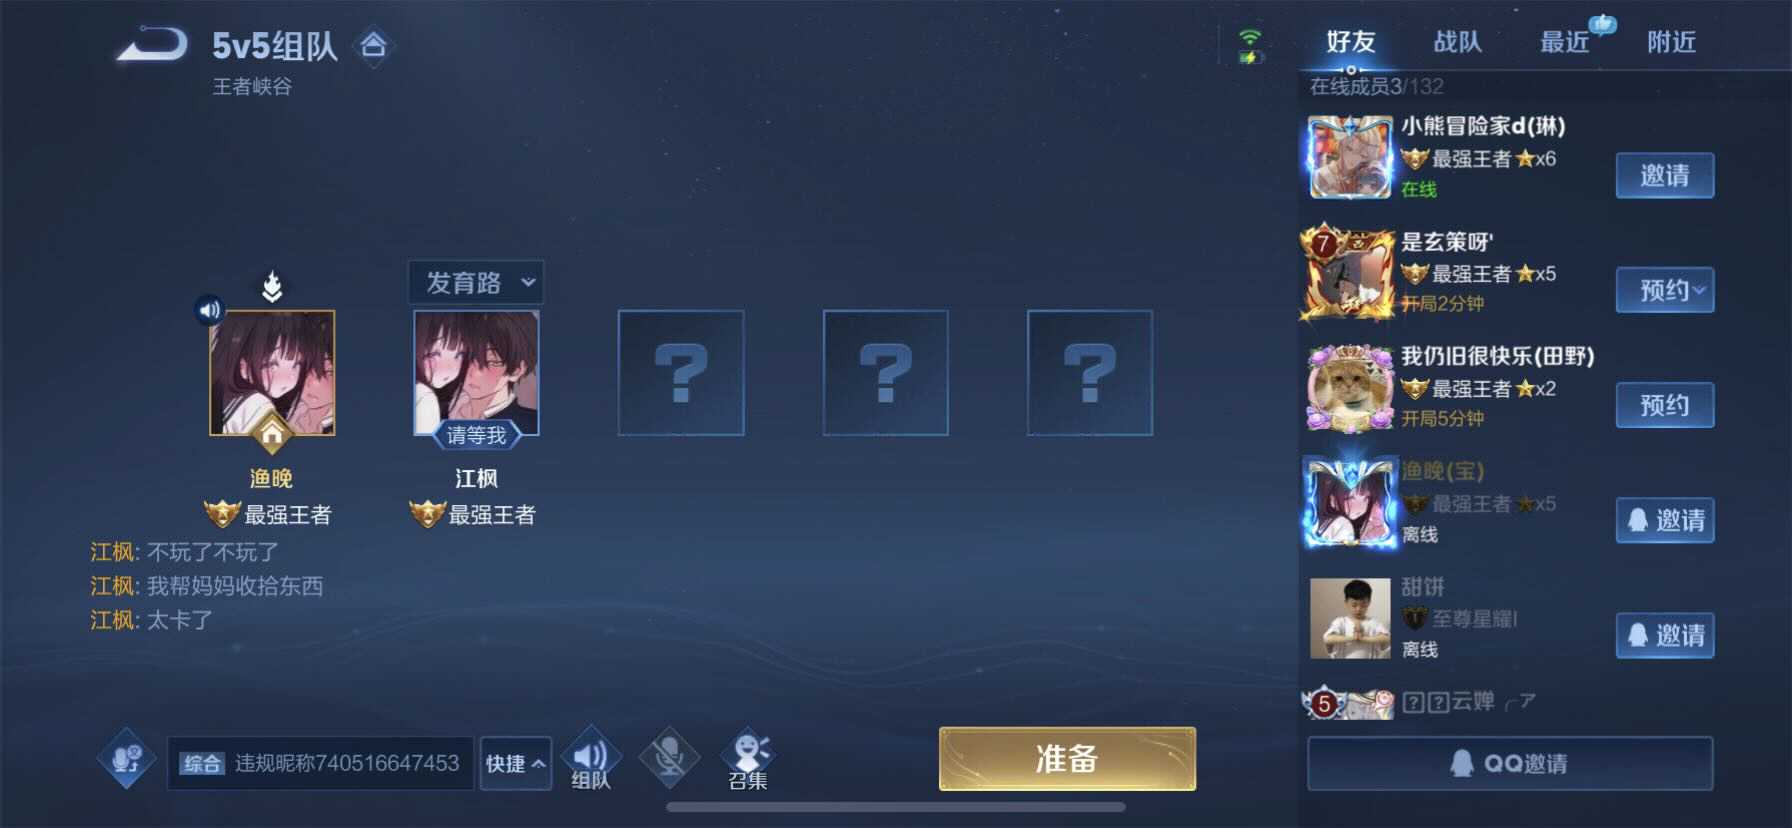 5v5组队
王者峡谷
好友
战队
最近
附近
在线成员3/132
小熊冒险家d(琳)
最强王者 x6
在线
邀请
7
是玄策呀'
最强王者 x5
开局2分钟
预约
我仍旧很快乐(田野)
最强王者 x2
开局5分钟
预约
渔晚(宝)
最强王者 x5
离线
邀请
甜饼
至尊星耀I
离线
邀请
5
云婵╭ア
QQ邀请
发育路
?
?
?
请等我
渔晚
江枫
最强王者
最强王者
江枫: 不玩了不玩了
江枫: 我帮妈妈收拾东西
江枫: 太卡了
综合 违规昵称740516647453
快捷
组队
召集
准备